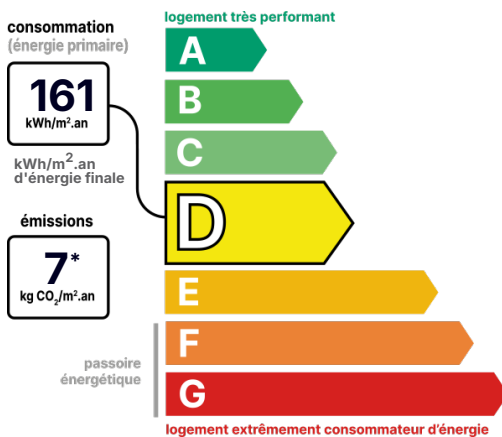 logement très performant
consommation
(énergie primaire)
161
kWh/m².an
kWh/m².an
d'énergie finale
émissions
7*
kg CO₂/m².an
passoire
énergétique
A
B
C
D
E
F
G
logement extrêmement consommateur d'énergie